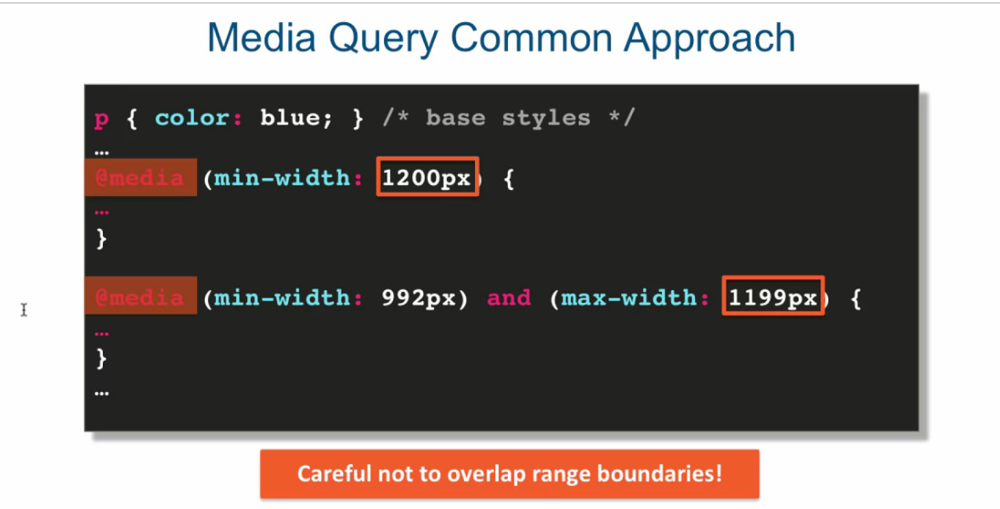 Media Query Common Approach
p { color: blue; } /* base styles */
…
@media (min-width: 1200px) {
…
}
@media (min-width: 992px) and (max-width: 1199px) {
…
}
…
Careful not to overlap range boundaries!